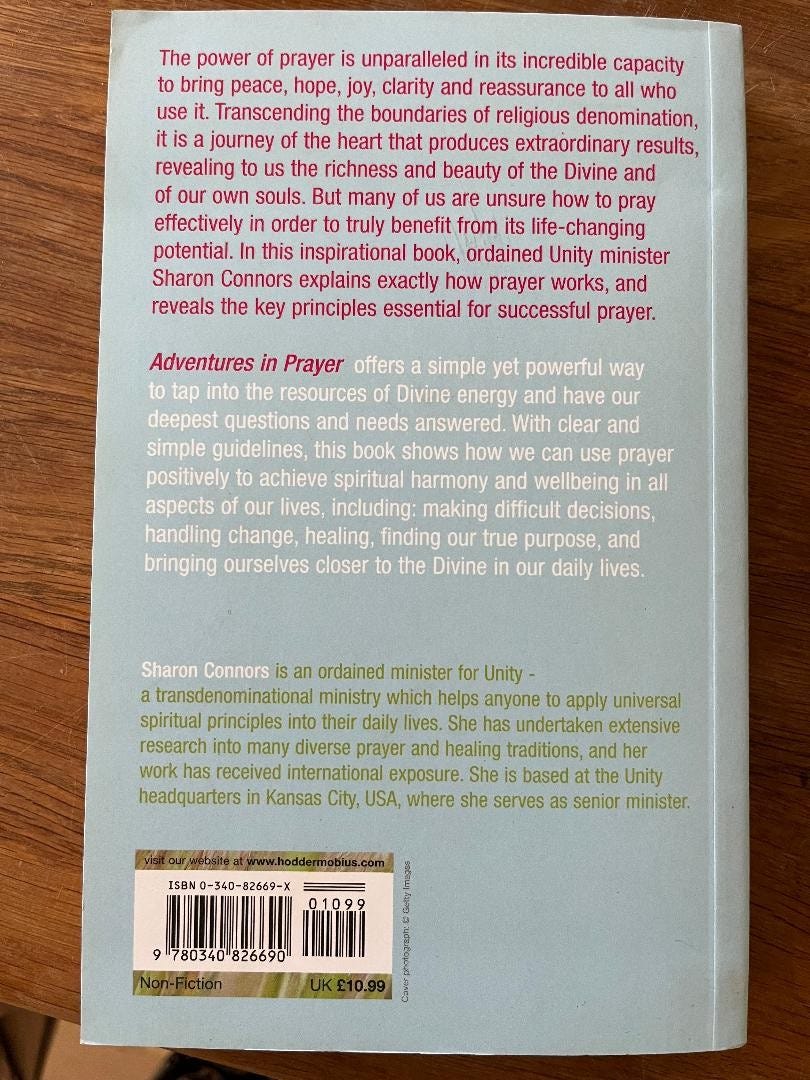 The power of prayer is unparalleled in its incredible capacity
to bring peace, hope, joy, clarity and reassurance to all who
use it. Transcending the boundaries of religious denomination,
it is a journey of the heart that produces extraordinary results,
revealing to us the richness and beauty of the Divine and
of our own souls. But many of us are unsure how to pray
effectively in order to truly benefit from its life-changing
potential. In this inspirational book, ordained Unity minister
Sharon Connors explains exactly how prayer works, and
reveals the key principles essential for successful prayer.
Adventures in Prayer offers a simple yet powerful way
to tap into the resources of Divine energy and have our
deepest questions and needs answered. With clear and
simple guidelines, this book shows how we can use prayer
positively to achieve spiritual harmony and wellbeing in all
aspects of our lives, including: making difficult decisions,
handling change, healing, finding our true purpose, and
bringing ourselves closer to the Divine in our daily lives.
Sharon Connors is an ordained minister for Unity -
a transdenominational ministry which helps anyone to apply universal
spiritual principles into their daily lives. She has undertaken extensive
research into many diverse prayer and healing traditions, and her
work has received international exposure. She is based at the Unity
headquarters in Kansas City, USA, where she serves as senior minister.
visit our website at www.hoddermobius.com
ISBN 0-340-82669-X
01099
9 780340 826690
Non-Fiction UK £10.99
Cover photograph: © Getty Images